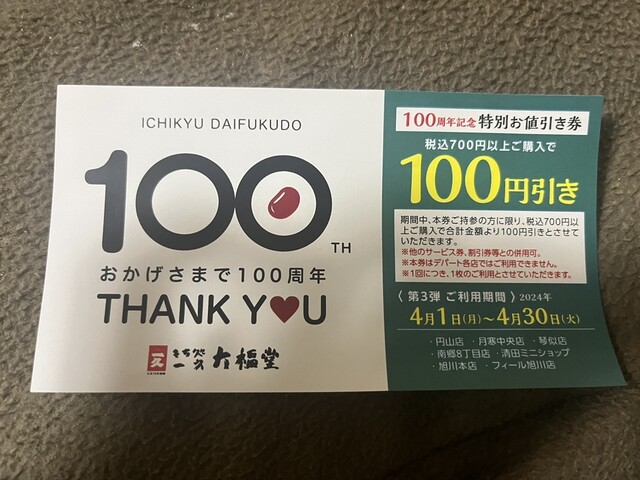 ICHIKYU DAIFUKUDO
100TH
おかげさまで100周年
THANK Y♥U
もち処
一久 大福堂
100周年記念 特別お値引き券
税込700円以上ご購入で
100円引き
期間中、本券ご持参の方に限り、税込700円以
上ご購入で合計金額より100円引きとさせて
いただきます。
※他のサービス券、割引券等との併用可。
※本券はデパート各店ではご利用できません。
※1回につき、1枚のご利用とさせていただきます。
〈 第3弾 ご利用期間 〉2024年
4月1日(月)〜4月30日(火)
・円山店 ・月寒中央店 ・琴似店
・南郷8丁目店 ・清田ミニショップ
・旭川本店 ・フィール旭川店